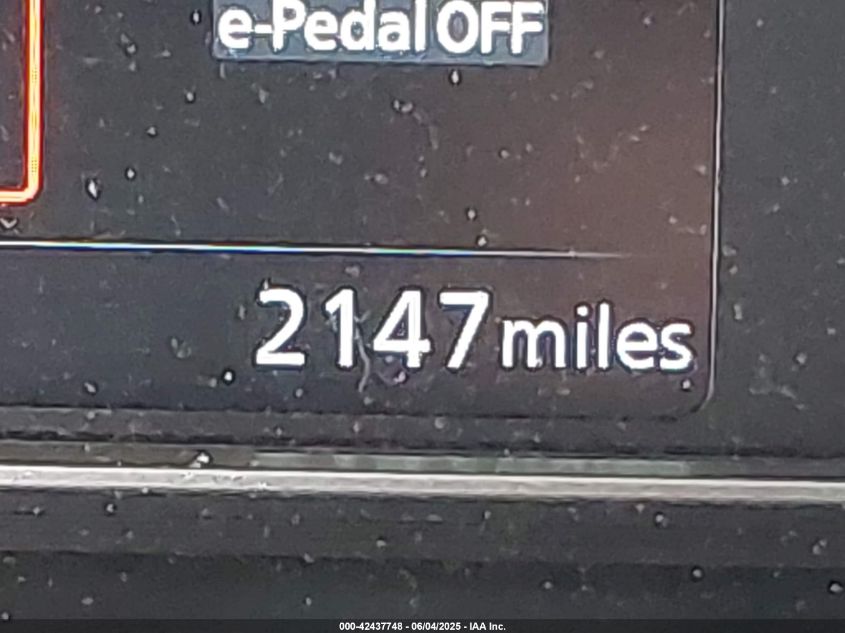 e-Pedal OFF
2147 miles
000-42437748 - 06/04/2025 - IAA Inc.